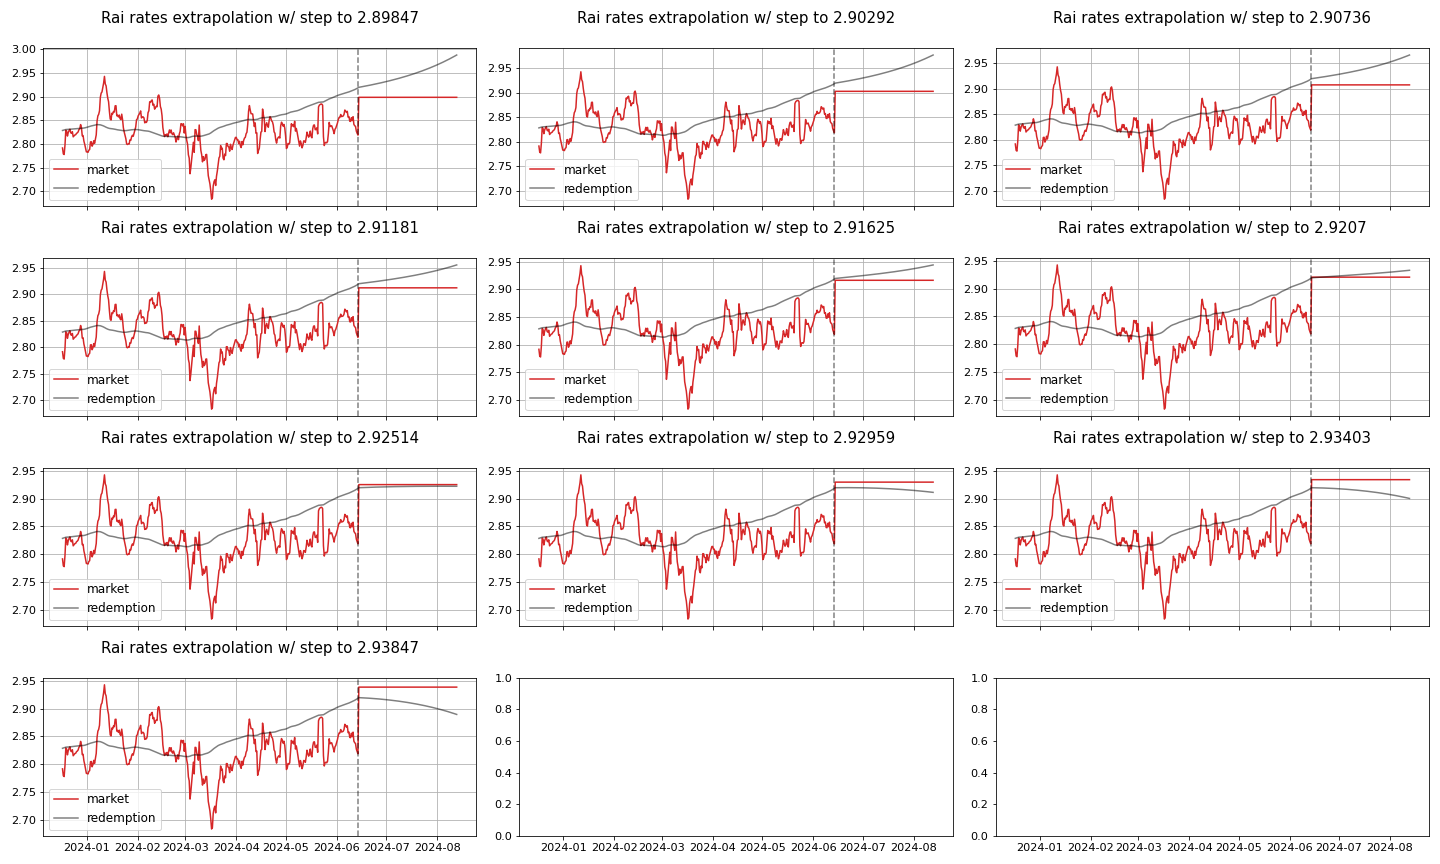 Rai rates extrapolation w/ step to 2.89847
Rai rates extrapolation w/ step to 2.90292
Rai rates extrapolation w/ step to 2.90736
3.00
2.95
2.90
2.85
2.80
2.75
2.70
market
redemption
2.95
2.90
2.85
2.80
2.75
2.70
market
redemption
2.95
2.90
2.85
2.80
2.75
2.70
market
redemption
Rai rates extrapolation w/ step to 2.91181
Rai rates extrapolation w/ step to 2.91625
Rai rates extrapolation w/ step to 2.9207
2.95
2.90
2.85
2.80
2.75
2.70
market
redemption
2.95
2.90
2.85
2.80
2.75
2.70
market
redemption
2.95
2.90
2.85
2.80
2.75
2.70
market
redemption
Rai rates extrapolation w/ step to 2.92514
Rai rates extrapolation w/ step to 2.92959
Rai rates extrapolation w/ step to 2.93403
2.95
2.90
2.85
2.80
2.75
2.70
market
redemption
2.95
2.90
2.85
2.80
2.75
2.70
market
redemption
2.95
2.90
2.85
2.80
2.75
2.70
market
redemption
Rai rates extrapolation w/ step to 2.93847
2.95
2.90
2.85
2.80
2.75
2.70
market
redemption
2024-01 2024-02 2024-03 2024-04 2024-05 2024-06 2024-07 2024-08
1.0
0.8
0.6
0.4
0.2
0.0
2024-01 2024-02 2024-03 2024-04 2024-05 2024-06 2024-07 2024-08
1.0
0.8
0.6
0.4
0.2
0.0
2024-01 2024-02 2024-03 2024-04 2024-05 2024-06 2024-07 2024-08